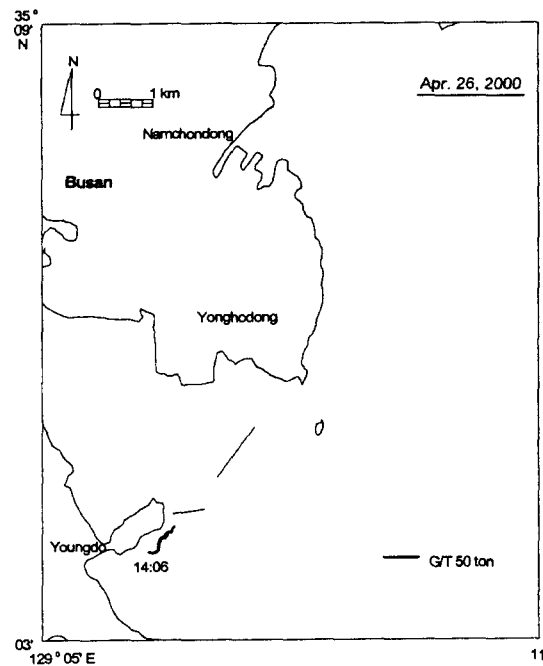 35°
09'
N
N
0 1 km
Apr. 26, 2000
Namchondong
Busan
Yonghodong
Youngdo
14:06
G/T 50 ton
03'
129° 05' E
11